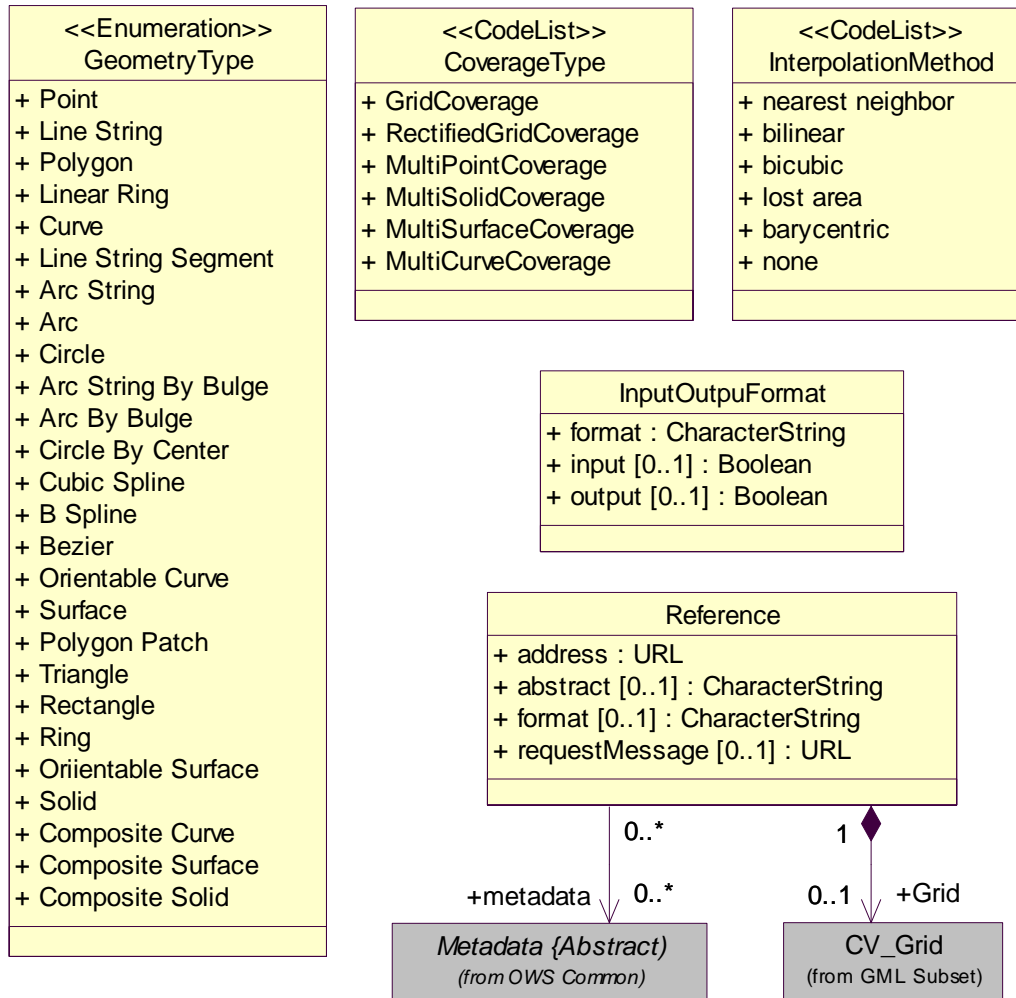 <<Enumeration>>
GeometryType
+ Point
+ Line String
+ Polygon
+ Linear Ring
+ Curve
+ Line String Segment
+ Arc String
+ Arc
+ Circle
+ Arc String By Bulge
+ Arc By Bulge
+ Circle By Center
+ Cubic Spline
+ B Spline
+ Bezier
+ Orientable Curve
+ Surface
+ Polygon Patch
+ Triangle
+ Rectangle
+ Ring
+ Oriientable Surface
+ Solid
+ Composite Curve
+ Composite Surface
+ Composite Solid
<<CodeList>>
CoverageType
+ GridCoverage
+ RectifiedGridCoverage
+ MultiPointCoverage
+ MultiSolidCoverage
+ MultiSurfaceCoverage
+ MultiCurveCoverage
<<CodeList>>
InterpolationMethod
+ nearest neighbor
+ bilinear
+ bicubic
+ lost area
+ barycentric
+ none
InputOutpuFormat
+ format : CharacterString
+ input [0..1] : Boolean
+ output [0..1] : Boolean
Reference
+ address : URL
+ abstract [0..1] : CharacterString
+ format [0..1] : CharacterString
+ requestMessage [0..1] : URL
0..*
+metadata 0..*
Metadata {Abstract)
(from OWS Common)
1
0..1 +Grid
CV_Grid
(from GML Subset)